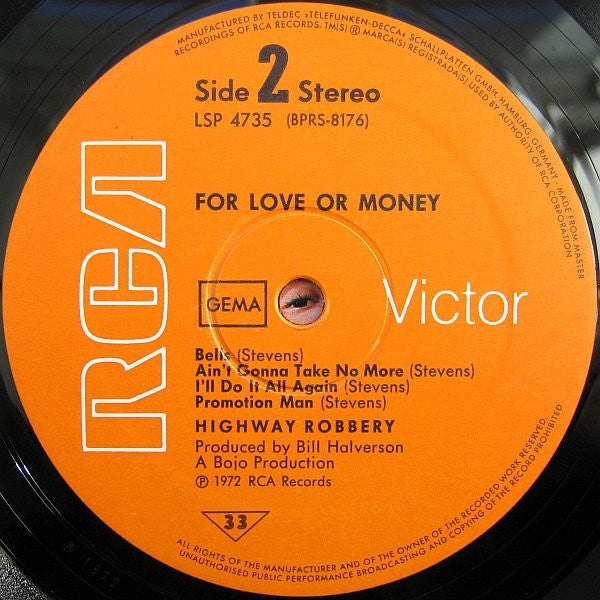 MANUFACTURED BY TELDEC »TELEFUNKEN-DECCA« SCHALLPLATTEN GMBH, HAMBURG, GERMANY · MADE FROM MASTER
RECORDINGS OF RCA RECORDS. TM(S) ® MARCA(S) REGISTRADA(S) USED BY AUTHORITY OF RCA CORPORATION
Side 2 Stereo
LSP 4735 (BPRS-8176)
FOR LOVE OR MONEY
RCA
GEMA
Victor
Bells (Stevens)
Ain't Gonna Take No More (Stevens)
I'll Do It All Again (Stevens)
Promotion Man (Stevens)
HIGHWAY ROBBERY
Produced by Bill Halverson
A Bojo Production
℗ 1972 RCA Records
33
ALL RIGHTS OF THE MANUFACTURER AND OF THE OWNER OF THE RECORDED WORK RESERVED.
UNAUTHORISED PUBLIC PERFORMANCE BROADCASTING AND COPYING OF THE RECORD PROHIBITED